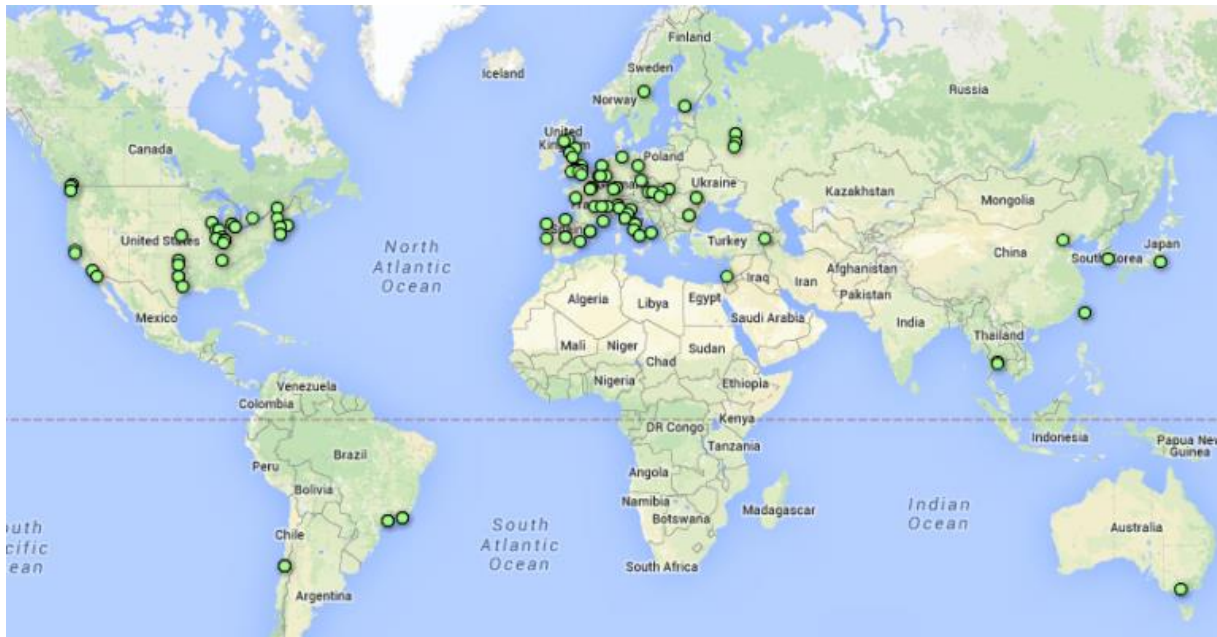 Finland
Iceland
Sweden
Russia
Norway
United
Kingdom
Canada
Poland
Ukraine
Kazakhstan
Mongolia
United States
North
Atlantic
Ocean
Turkey
China
South Korea
Japan
Afghanistan
Iraq
Iran
Pakistan
Algeria
Libya
Egypt
Saudi Arabia
India
Mexico
Thailand
Mali
Niger
Sudan
Chad
Venezuela
Nigeria
Ethiopia
Colombia
Kenya
DR Congo
Indonesia
Papua New
Guinea
Tanzania
Brazil
Peru
Angola
Bolivia
Namibia
Madagascar
Botswana
Indian
Ocean
outh
cific
ean
South
Atlantic
Ocean
Chile
Australia
South Africa
Argentina